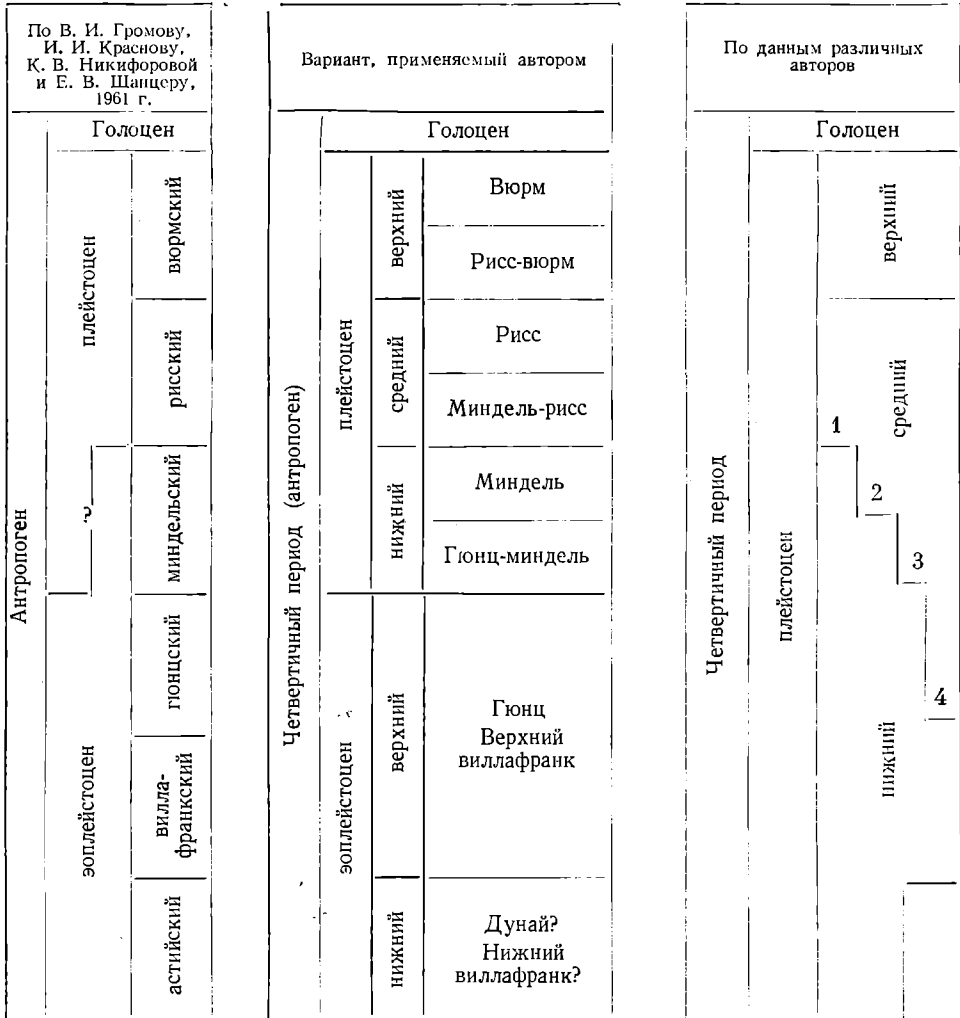 По В. И. Громову,
И. И. Краснову,
К. В. Никифоровой
и Е. В. Шанцеру,
1961 г.
Антропоген
Голоцен
плейстоцен
?
эоплейстоцен
вюрмский
рисский
миндельский
гюнцский
вилла-
франкский
астийский
Вариант, применяемый автором
Четвертичный период (антропоген)
Голоцен
плейстоцен
верхний
Вюрм
Рисс-вюрм
средний
Рисс
Миндель-рисс
нижний
Миндель
Гюнц-миндель
эоплейстоцен
верхний
Гюнц
Верхний
виллафранк
нижний
Дунай?
Нижний
виллафранк?
По данным различных
авторов
Четвертичный период
Голоцен
плейстоцен
верхний
средний
1
2
3
4
нижний